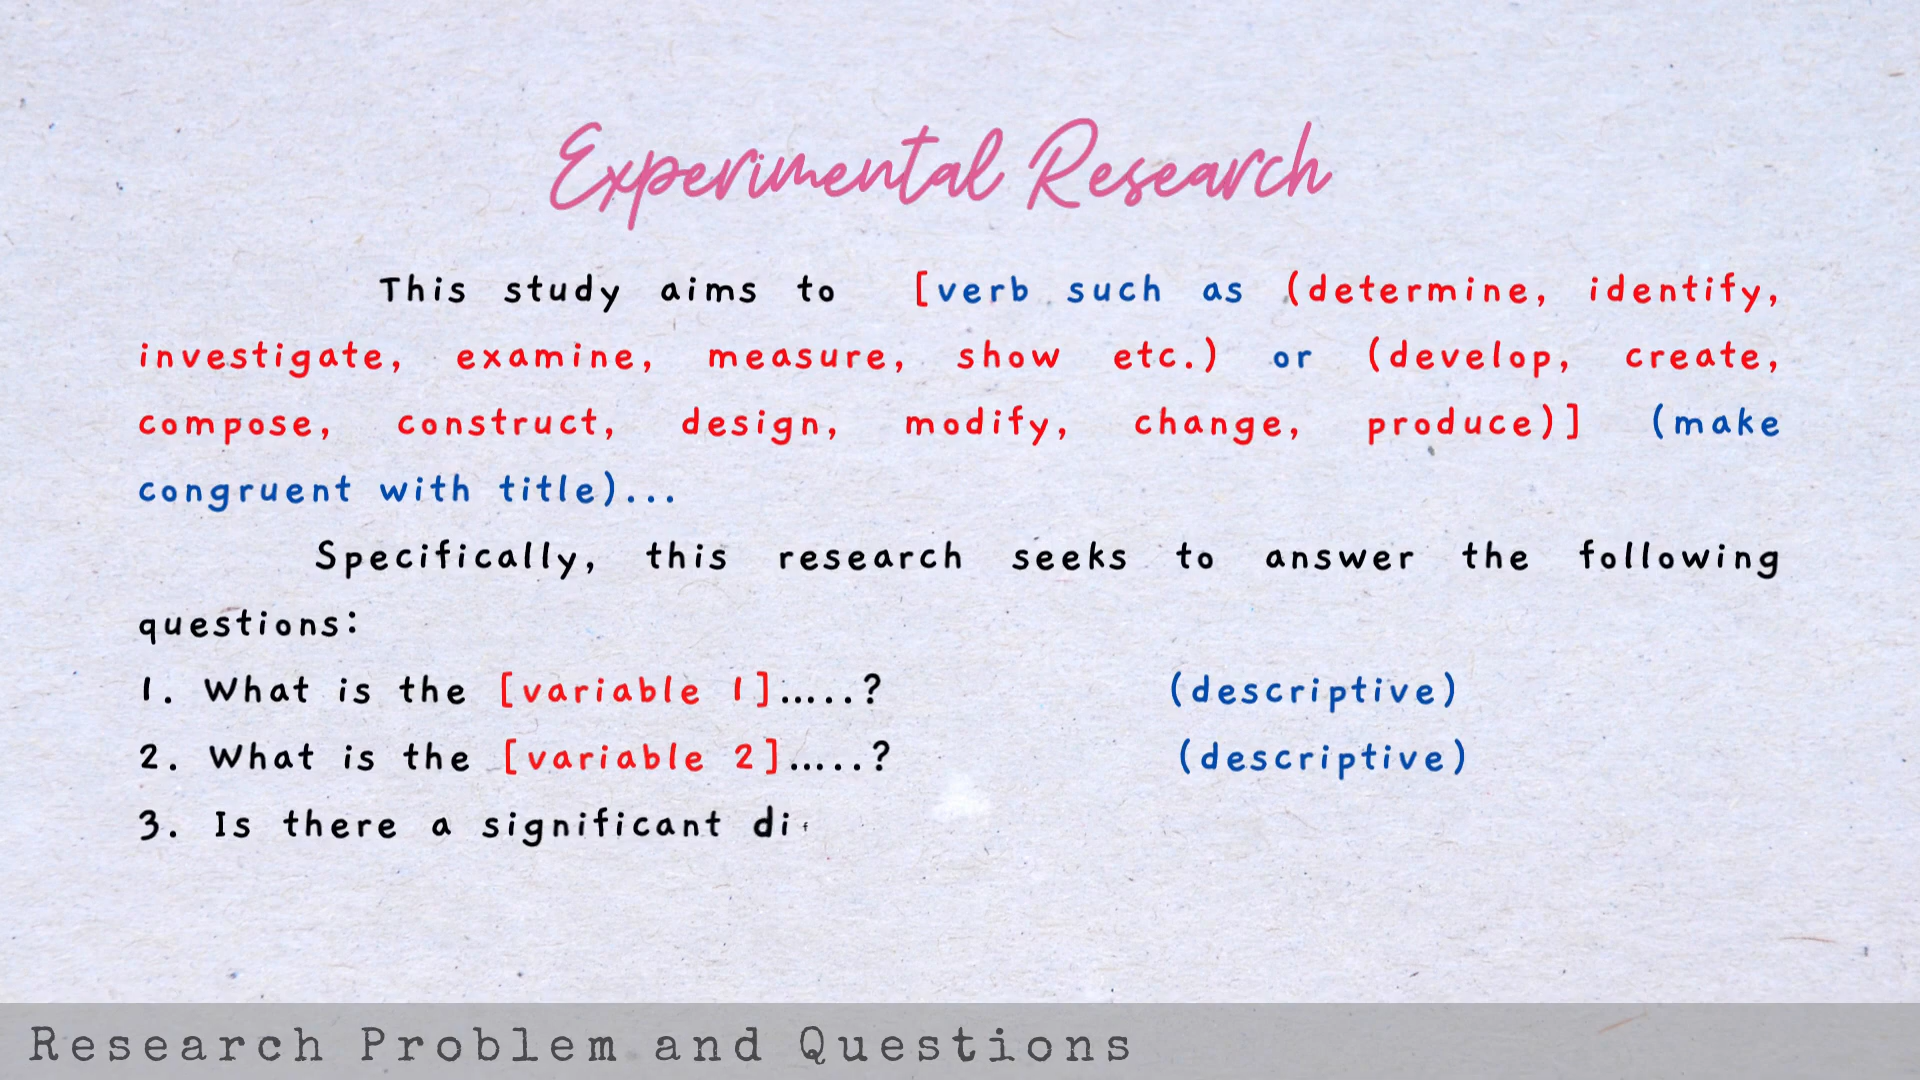 Experimental Research
This study aims to [verb such as (determine, identify,
investigate, examine, measure, show etc.) or (develop, create,
compose, construct, design, modify, change, produce)] (make
congruent with title)...
Specifically, this research seeks to answer the following
questions:
1. What is the [variable 1].....? (descriptive)
2. What is the [variable 2].....? (descriptive)
3. Is there a significant di
Research Problem and Questions